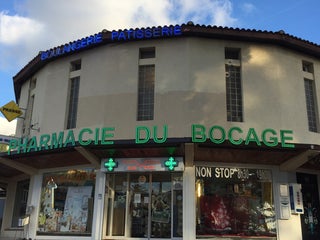 BOULANGERIE PATISSERIE
PHARMACIE DU BOCAGE
NON STOP